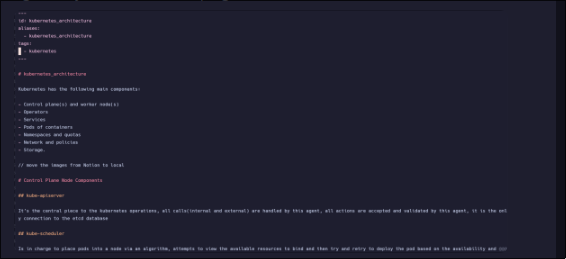 ---
id: kubernetes_architecture
aliases:
- kubernetes_architecture
tags:
- kubernetes
---
# kubernetes_architecture
Kubernetes has the following main components:
- Control plane(s) and worker node(s)
- Operators
- Services
- Pods of containers
- Namespaces and quotas
- Network and policies
- Storage.
// move the images from Notion to local
# Control Plane Node Components
## kube-apiserver
It's the central piece to the kubernetes operations, all calls(internal and external) are handled by this agent, all actions are accepted and validated by this agent, it is the onl
y connection to the etcd database
## kube-scheduler
Is in charge to place pods into a node via an algorithm, attempts to view the available resources to bind and then try and retry to deploy the pod based on the availability and